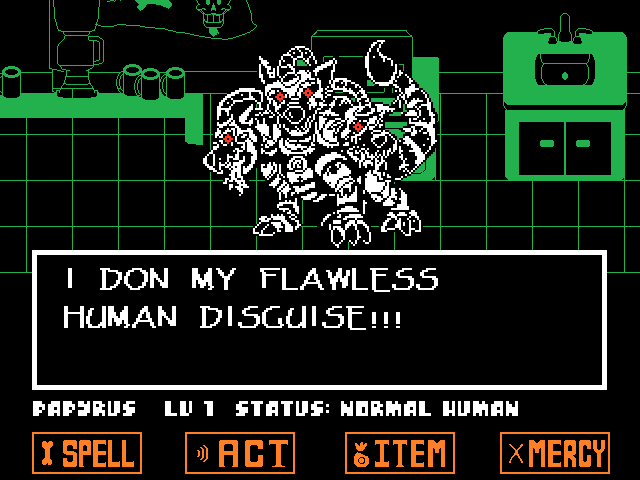 I DON MY FLAWLESS
HUMAN DISGUISE!!!
PAPYRUS LV 1 STATUS: NORMAL HUMAN
SPELL ACT ITEM MERCY